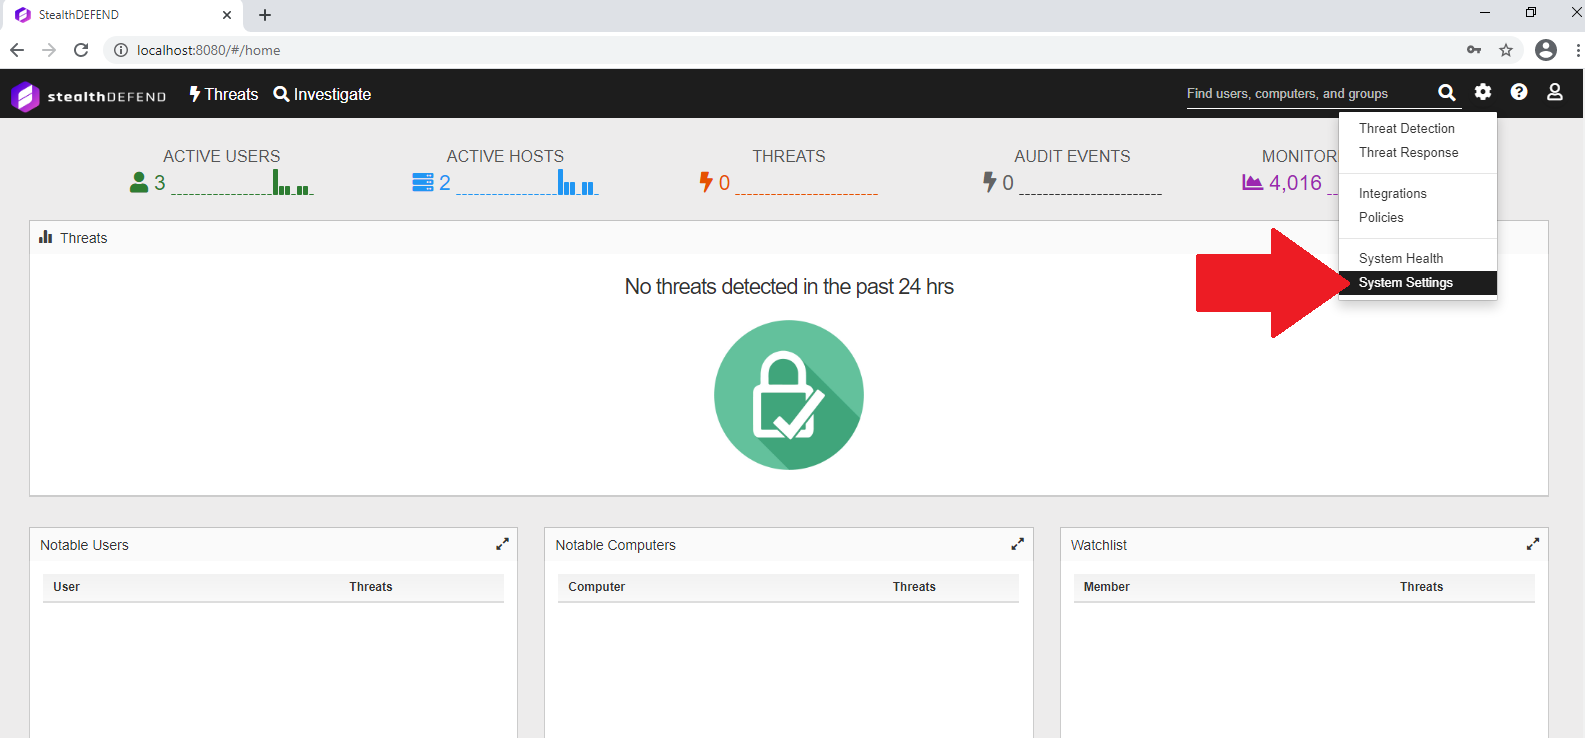 StealthDEFEND
localhost:8080/#/home
stealthDEFEND Threats Investigate Find users, computers, and groups
Threat Detection
Threat Response
Integrations
Policies
System Health
System Settings
ACTIVE USERS
3
ACTIVE HOSTS
2
THREATS
0
AUDIT EVENTS
0
MONITOR
4,016
Threats
No threats detected in the past 24 hrs
Notable Users
User Threats
Notable Computers
Computer Threats
Watchlist
Member Threats